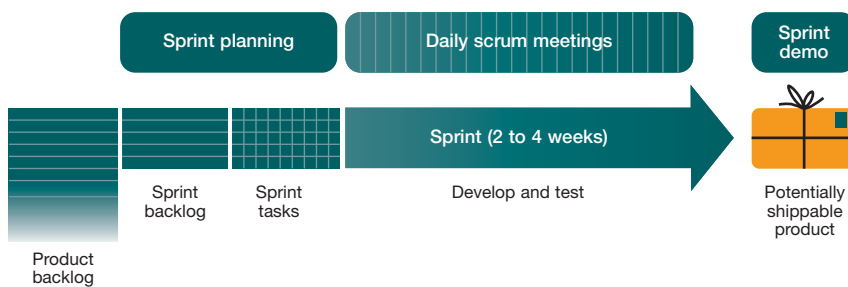 Sprint planning
Daily scrum meetings
Sprint
demo
Sprint (2 to 4 weeks)
Sprint
backlog
Sprint
tasks
Develop and test
Potentially
shippable
product
Product
backlog